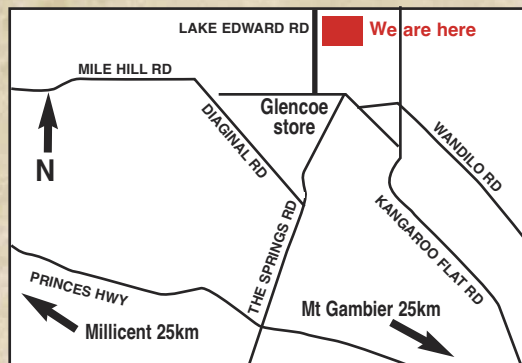 LAKE EDWARD RD
We are here
MILE HILL RD
Glencoe
store
DIAGINAL RD
WANDILO RD
N
THE SPRINGS RD
KANGAROO FLAT RD
PRINCES HWY
Mt Gambier 25km
Millicent 25km